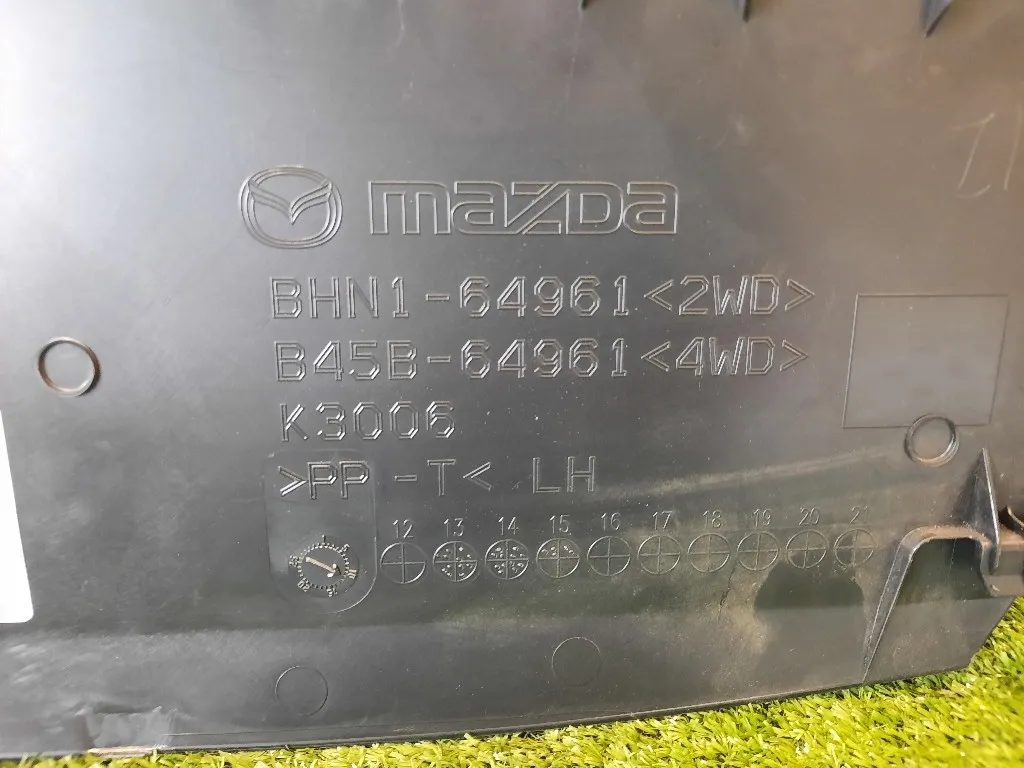 mazda
BHN1-64961<2WD>
B45B-64961<4WD>
K3006
>PP-T< LH
12 13 14 15 16 17 18 19 20 21